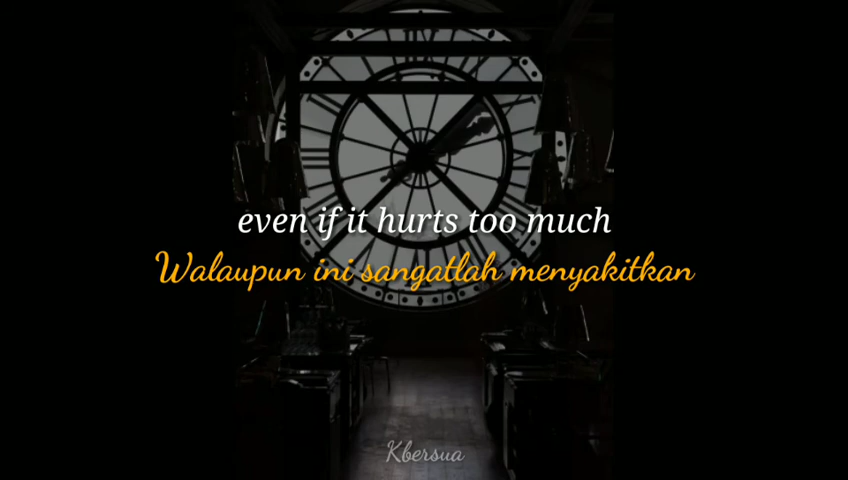 even if it hurts too much
Walaupun ini sangatlah menyakitkan
Kbersua